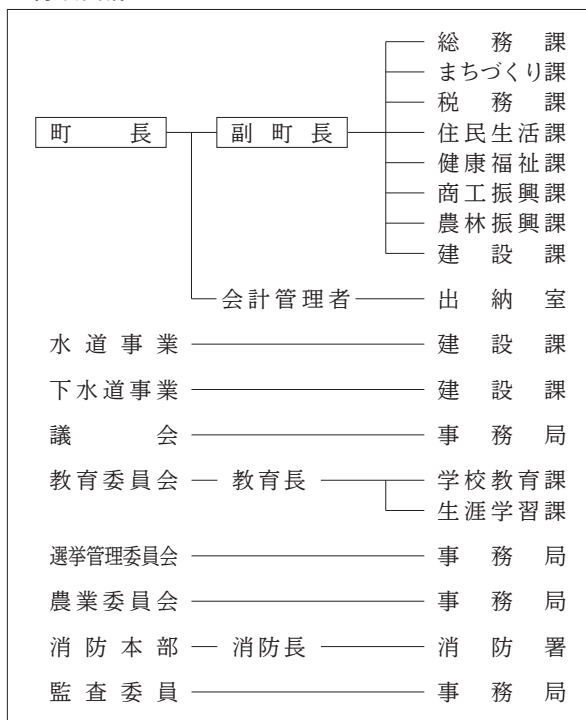 総務課
まちづくり課
税務課
町長 副町長 住民生活課
健康福祉課
商工振興課
農林振興課
建設課
会計管理者 出納室
水道事業 建設課
下水道事業 建設課
議会 事務局
教育委員会 教育長 学校教育課
生涯学習課
選挙管理委員会 事務局
農業委員会 事務局
消防本部 消防長 消防署
監査委員 事務局